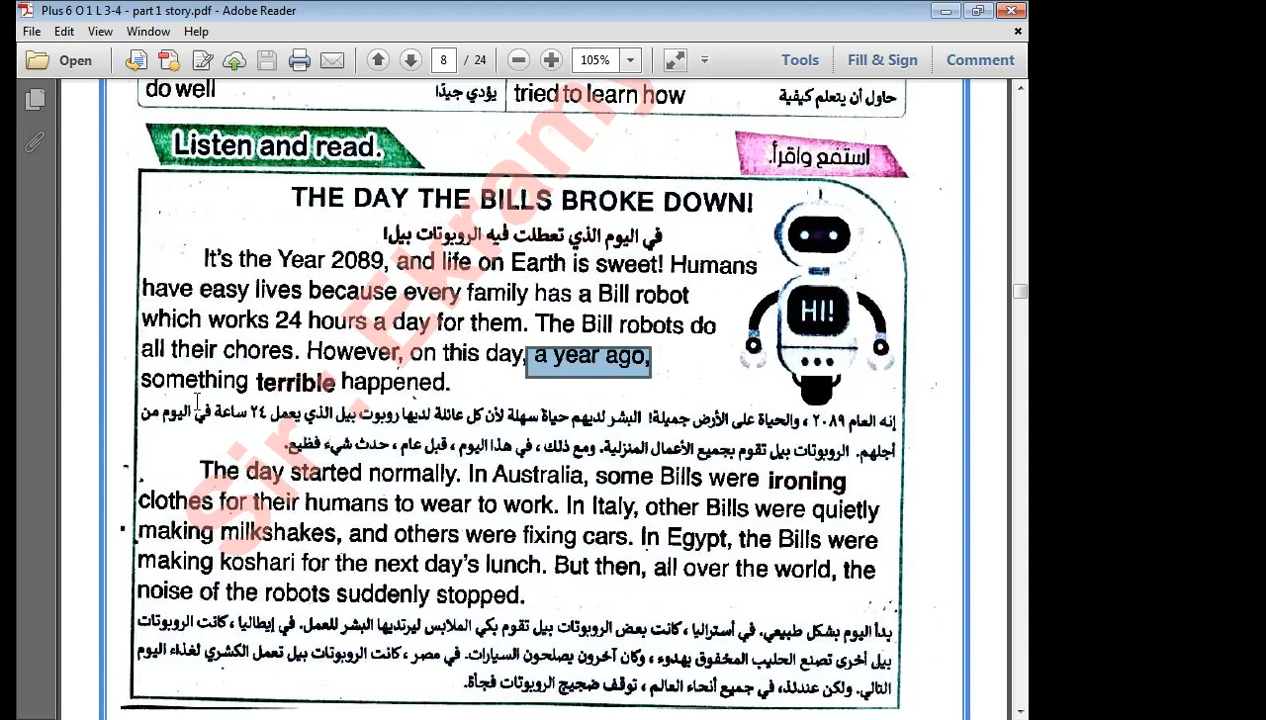 Plus 6 O 1 L 3-4 - part 1 story.pdf - Adobe Reader
File Edit View Window Help
Open 8 / 24 105% Tools Fill & Sign Comment
do well يؤدي جيدًا tried to learn how حاول أن يتعلم كيفية
Listen and read. استمع واقرأ.
THE DAY THE BILLS BROKE DOWN!
في اليوم الذي تعطلت فيه الروبوتات بيل!
It's the Year 2089, and life on Earth is sweet! Humans
have easy lives because every family has a Bill robot
which works 24 hours a day for them. The Bill robots do
all their chores. However, on this day, a year ago,
something terrible happened.
HI!
إنه العام ٢٠٨٩ ، والحياة على الأرض جميلة! البشر لديهم حياة سهلة لأن كل عائلة لديها روبوت بيل الذي يعمل ٢٤ ساعة في اليوم من
أجلهم. الروبوتات بيل تقوم بجميع الأعمال المنزلية. ومع ذلك ، في هذا اليوم ، قبل عام ، حدث شيء فظيع.
The day started normally. In Australia, some Bills were ironing
clothes for their humans to wear to work. In Italy, other Bills were quietly
making milkshakes, and others were fixing cars. In Egypt, the Bills were
making koshari for the next day's lunch. But then, all over the world, the
noise of the robots suddenly stopped.
بدأ اليوم بشكل طبيعي. في أستراليا ، كانت بعض الروبوتات بيل تقوم بكي الملابس ليرتديها البشر للعمل. في إيطاليا ، كانت الروبوتات
بيل أخرى تصنع الحليب المخفوق بهدوء ، وكان آخرون يصلحون السيارات. في مصر ، كانت الروبوتات بيل تعمل الكشري لغذاء اليوم
التالي. ولكن عندئذ، في جميع أنحاء العالم ، توقف ضجيج الروبوتات فجأة.
Sir : Ekramy